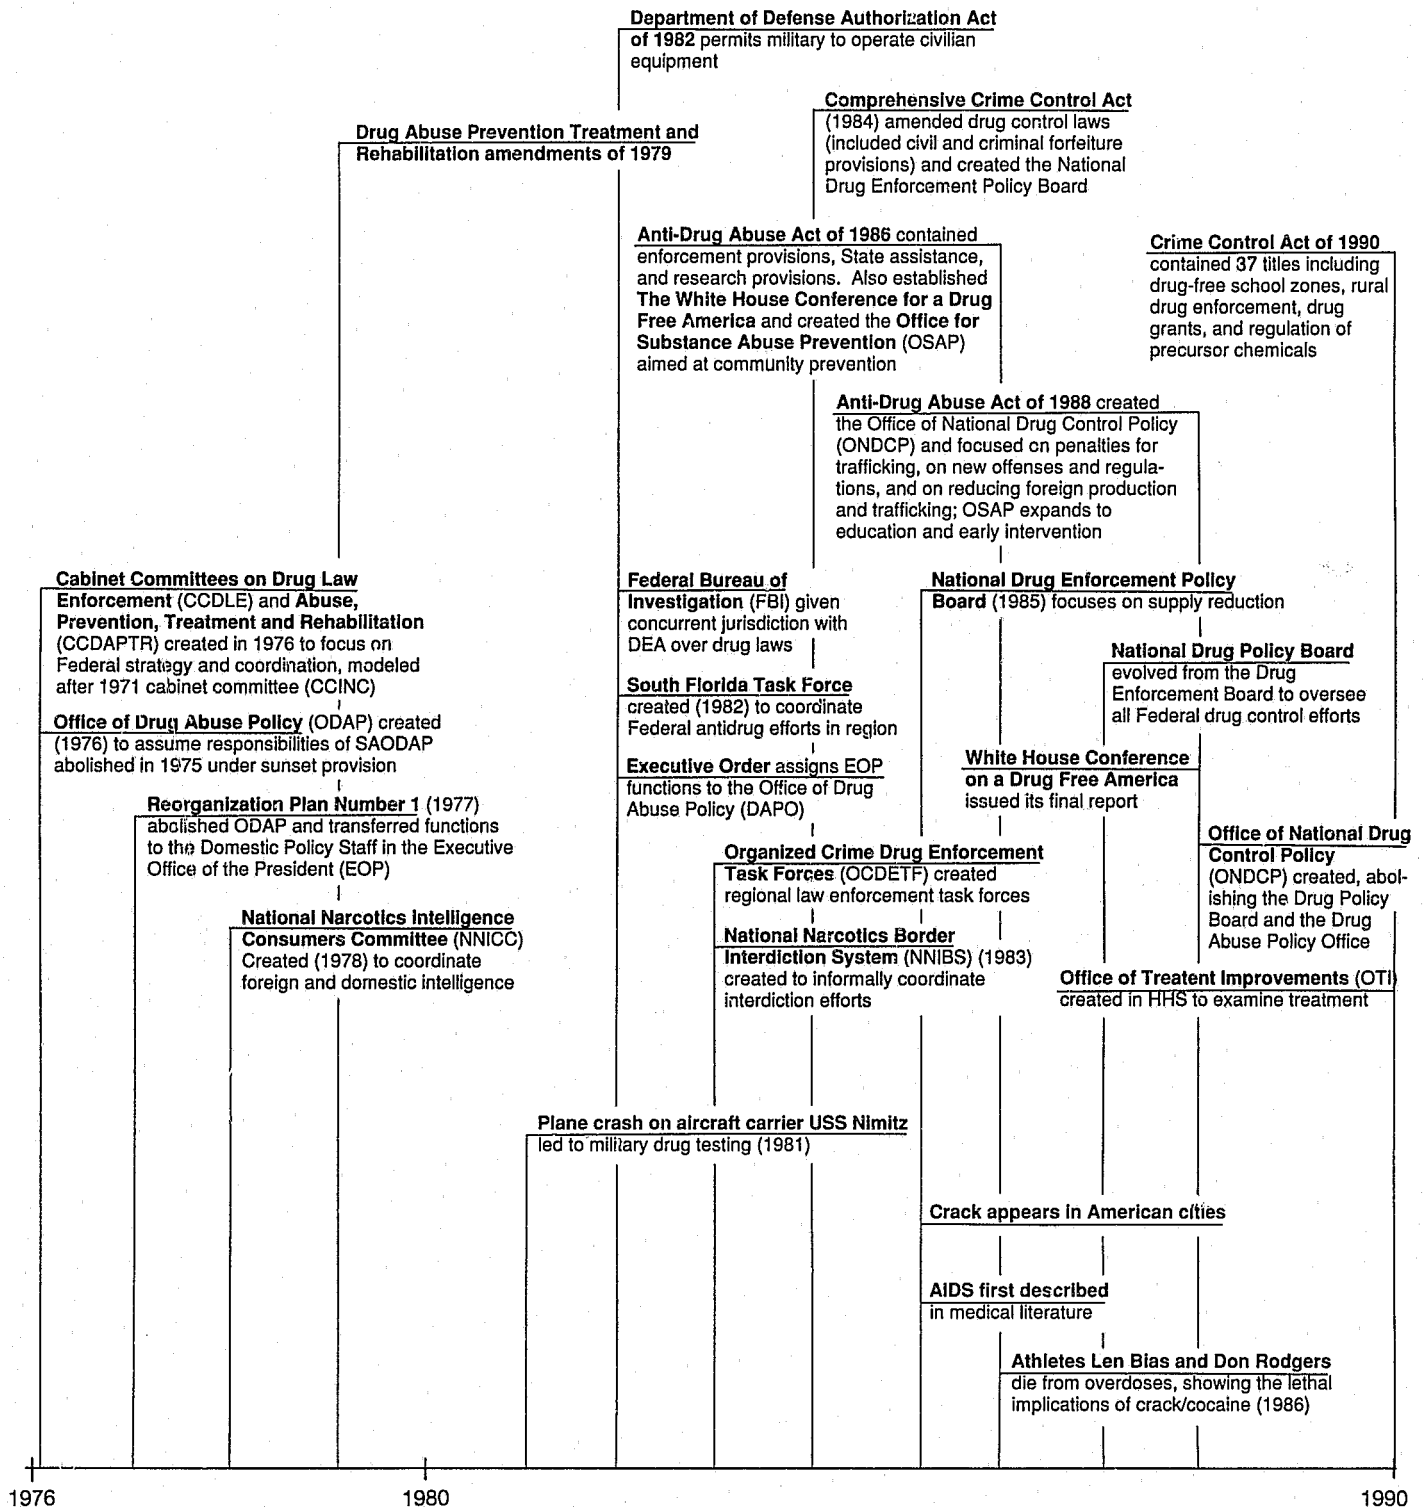 Department of Defense Authorization Act
of 1982 permits military to operate civilian
equipment
Comprehensive Crime Control Act
(1984) amended drug control laws
(included civil and criminal forfeiture
provisions) and created the National
Drug Enforcement Policy Board
Drug Abuse Prevention Treatment and
Rehabilitation amendments of 1979
Anti-Drug Abuse Act of 1986 contained
enforcement provisions, State assistance,
and research provisions. Also established
The White House Conference for a Drug
Free America and created the Office for
Substance Abuse Prevention (OSAP)
aimed at community prevention
Crime Control Act of 1990
contained 37 titles including
drug-free school zones, rural
drug enforcement, drug
grants, and regulation of
precursor chemicals
Anti-Drug Abuse Act of 1988 created
the Office of National Drug Control Policy
(ONDCP) and focused on penalties for
trafficking, on new offenses and regula-
tions, and on reducing foreign production
and trafficking; OSAP expands to
education and early intervention
Cabinet Committees on Drug Law
Enforcement (CCDLE) and Abuse,
Prevention, Treatment and Rehabilitation
(CCDAPTR) created in 1976 to focus on
Federal strategy and coordination, modeled
after 1971 cabinet committee (CCINC)
Office of Drug Abuse Policy (ODAP) created
(1976) to assume responsibilities of SAODAP
abolished in 1975 under sunset provision
Reorganization Plan Number 1 (1977)
abolished ODAP and transferred functions
to the Domestic Policy Staff in the Executive
Office of the President (EOP)
National Narcotics Intelligence
Consumers Committee (NNICC)
Created (1978) to coordinate
foreign and domestic intelligence
Federal Bureau of
Investigation (FBI) given
concurrent jurisdiction with
DEA over drug laws
South Florida Task Force
created (1982) to coordinate
Federal antidrug efforts in region
Executive Order assigns EOP
functions to the Office of Drug
Abuse Policy (DAPO)
Organized Crime Drug Enforcement
Task Forces (OCDETF) created
regional law enforcement task forces
National Narcotics Border
Interdiction System (NNIBS) (1983)
created to informally coordinate
interdiction efforts
National Drug Enforcement Policy
Board (1985) focuses on supply reduction
National Drug Policy Board
evolved from the Drug
Enforcement Board to oversee
all Federal drug control efforts
White House Conference
on a Drug Free America
issued its final report
Office of National Drug
Control Policy
(ONDCP) created, abol-
ishing the Drug Policy
Board and the Drug
Abuse Policy Office
Office of Treatent Improvements (OTI)
created in HHS to examine treatment
Plane crash on aircraft carrier USS Nimitz
led to military drug testing (1981)
Crack appears in American cities
AIDS first described
in medical literature
Athletes Len Bias and Don Rodgers
die from overdoses, showing the lethal
implications of crack/cocaine (1986)
1976
1980
1990